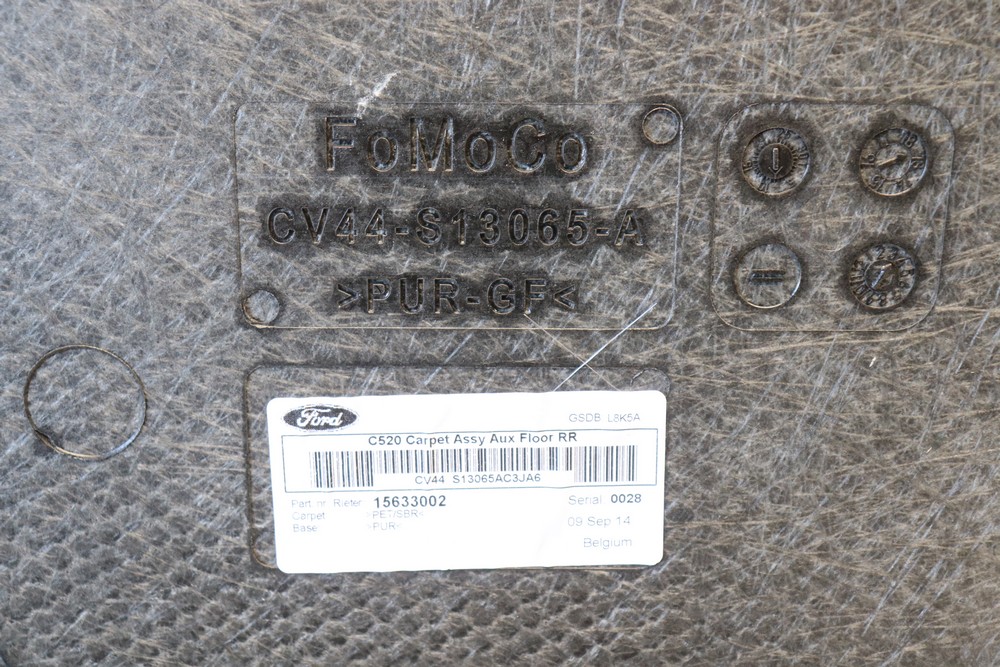 FoMoCo
CV44-S13065-A
>PUR-GF<
Ford
GSDB L8K5A
C520 Carpet Assy Aux Floor RR
CV44 S13065AC3JA6
Part nr. Rieter 15633002
Serial 0028
Carpet: >PET/SBR<
Base: >PUR<
09 Sep 14
Belgium